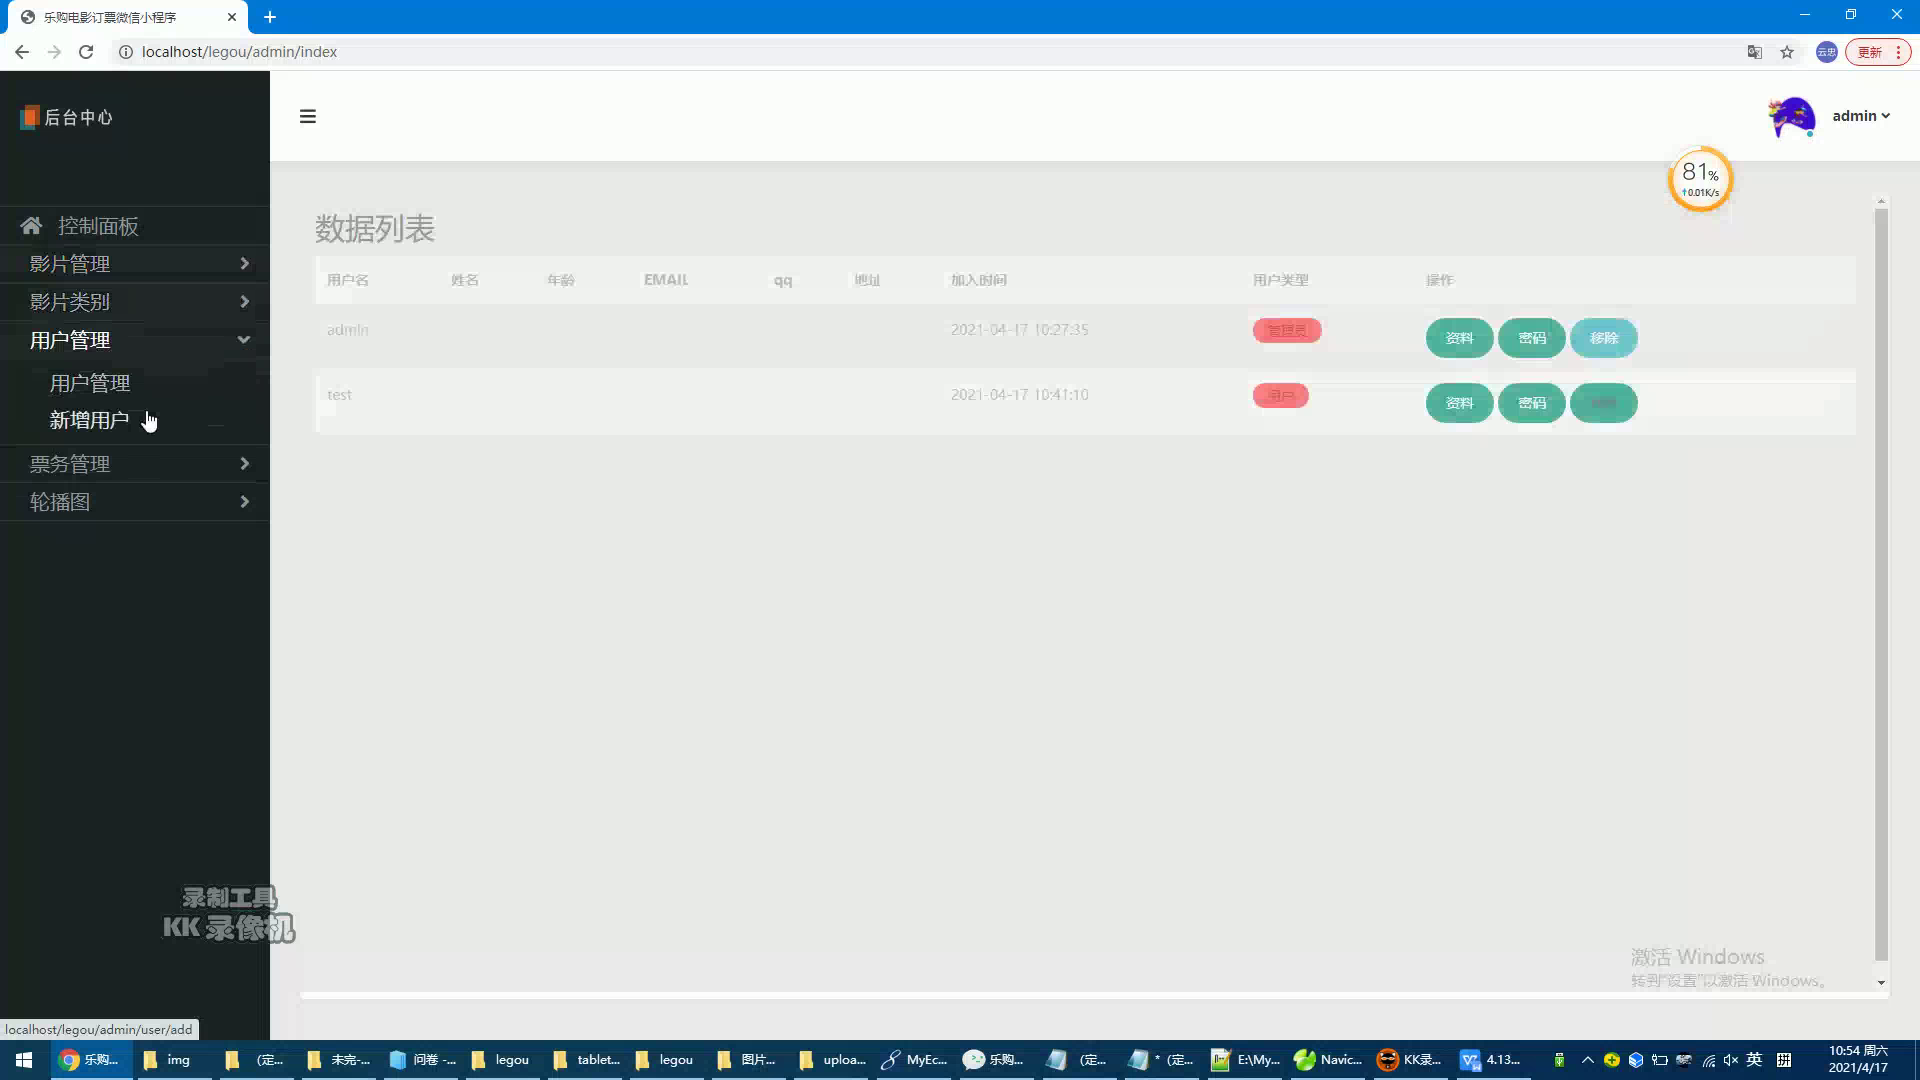 乐购电影订票微信小程序
localhost/legou/admin/index
云忠
更新
后台中心
admin
81%
↑0.01K/s
控制面板
影片管理
影片类别
用户管理
用户管理
新增用户
票务管理
轮播图
数据列表
用户名 姓名 年龄 EMAIL qq 地址 加入时间 用户类型 操作
admin 2021-04-17 10:27:35 管理员 资料 密码 移除
test 2021-04-17 10:41:10 用户 资料 密码
录制工具
KK 录像机
激活 Windows
转到“设置”以激活 Windows。
localhost/legou/admin/user/add
乐购... img (定... 未完-... 问卷 -... legou tablet... legou 图片... uploa... MyEc... 乐购... (定... * (定... E:\My... Navic... KK录... 4.13... 英 拼
10:54 周六
2021/4/17